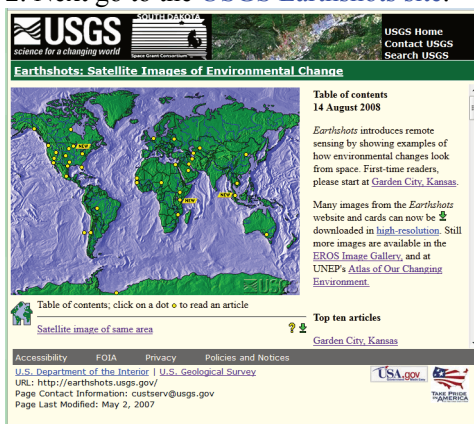 2. Next go to the USGS Earthshots site.
USGS
science for a changing world
SOUTH DAKOTA
Space Grant Consortium
USGS Home
Contact USGS
Search USGS
Earthshots: Satellite Images of Environmental Change
NEW
NEW
NEW
USGS
Table of contents
14 August 2008
Earthshots introduces remote
sensing by showing examples of
how environmental changes look
from space. First-time readers,
please start at Garden City, Kansas.
Many images from the Earthshots
website and cards can now be
downloaded in high-resolution. Still
more images are available in the
EROS Image Gallery, and at
UNEP's Atlas of Our Changing
Environment.
Table of contents; click on a dot to read an article
Satellite image of same area
?
Top ten articles
Garden City, Kansas
Accessibility FOIA Privacy Policies and Notices
U.S. Department of the Interior | U.S. Geological Survey
URL: http://earthshots.usgs.gov/
Page Contact Information: custserv@usgs.gov
Page Last Modified: May 2, 2007
USA.gov
TAKE PRIDE
IN AMERICA